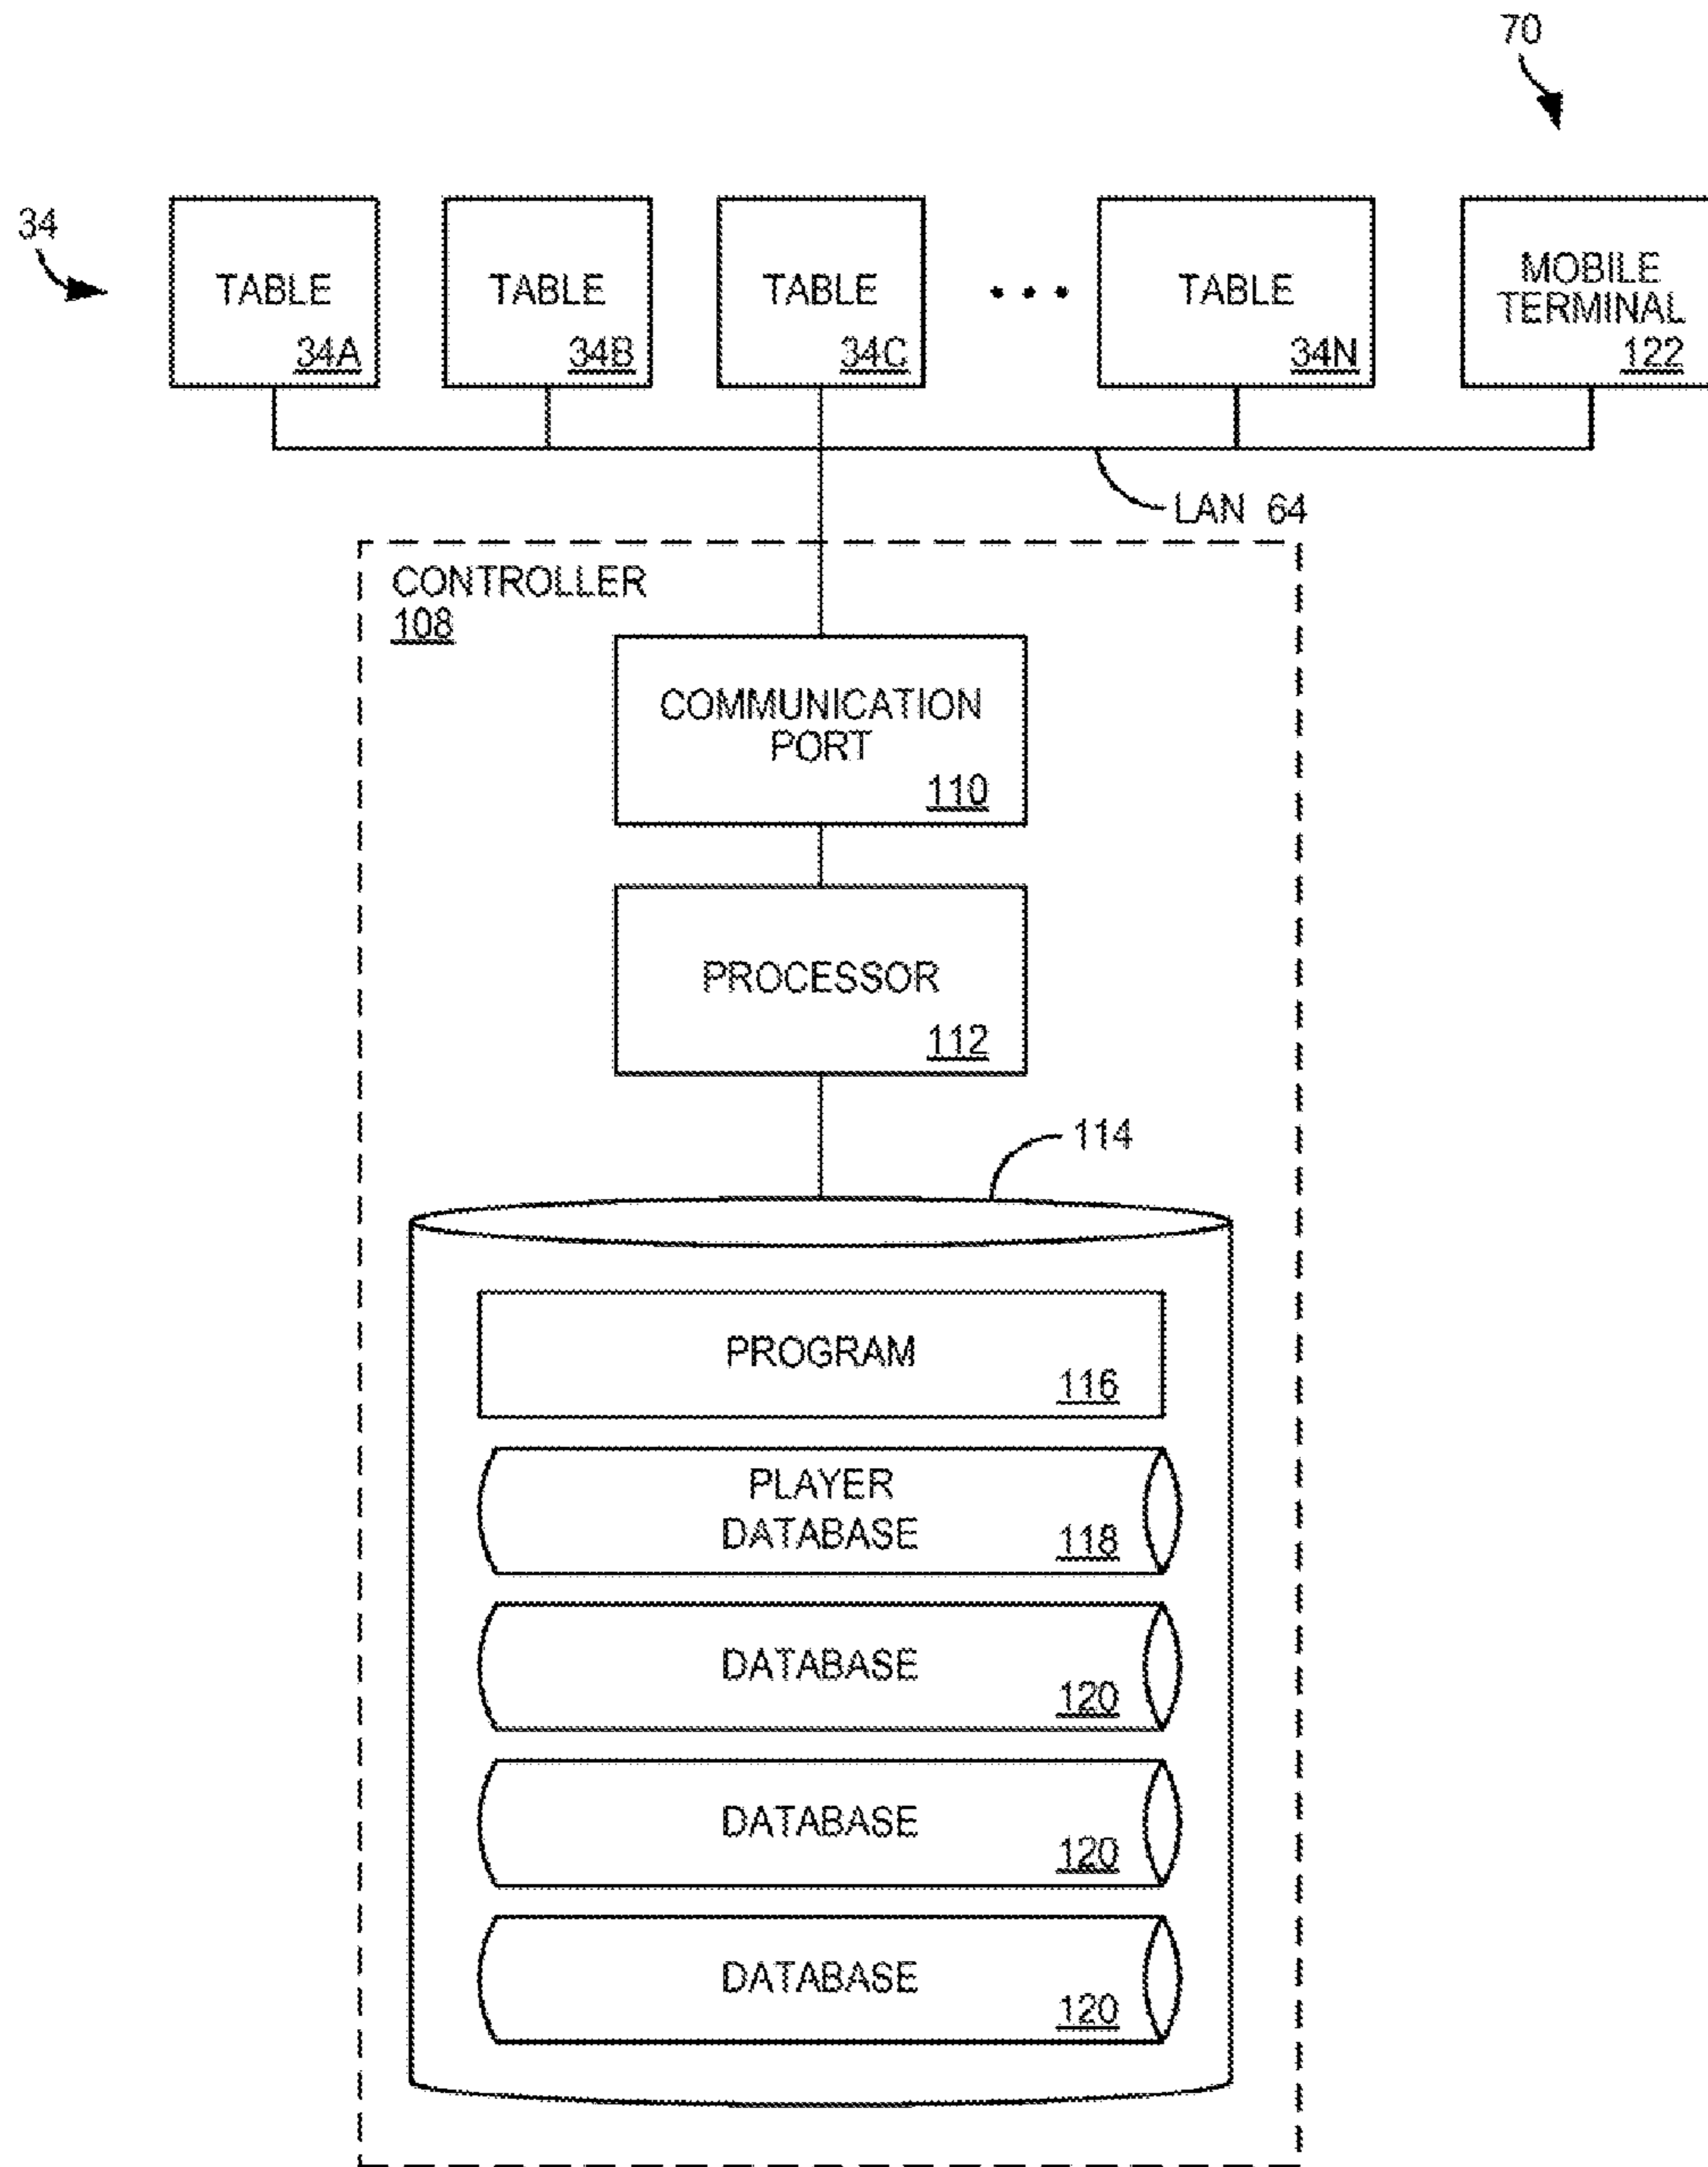 70
34
TABLE
34A
TABLE
34B
TABLE
34C
TABLE
34N
MOBILE
TERMINAL
122
LAN 64
CONTROLLER
108
COMMUNICATION
PORT
110
PROCESSOR
112
114
PROGRAM
116
PLAYER
DATABASE
118
DATABASE
120
DATABASE
120
DATABASE
120